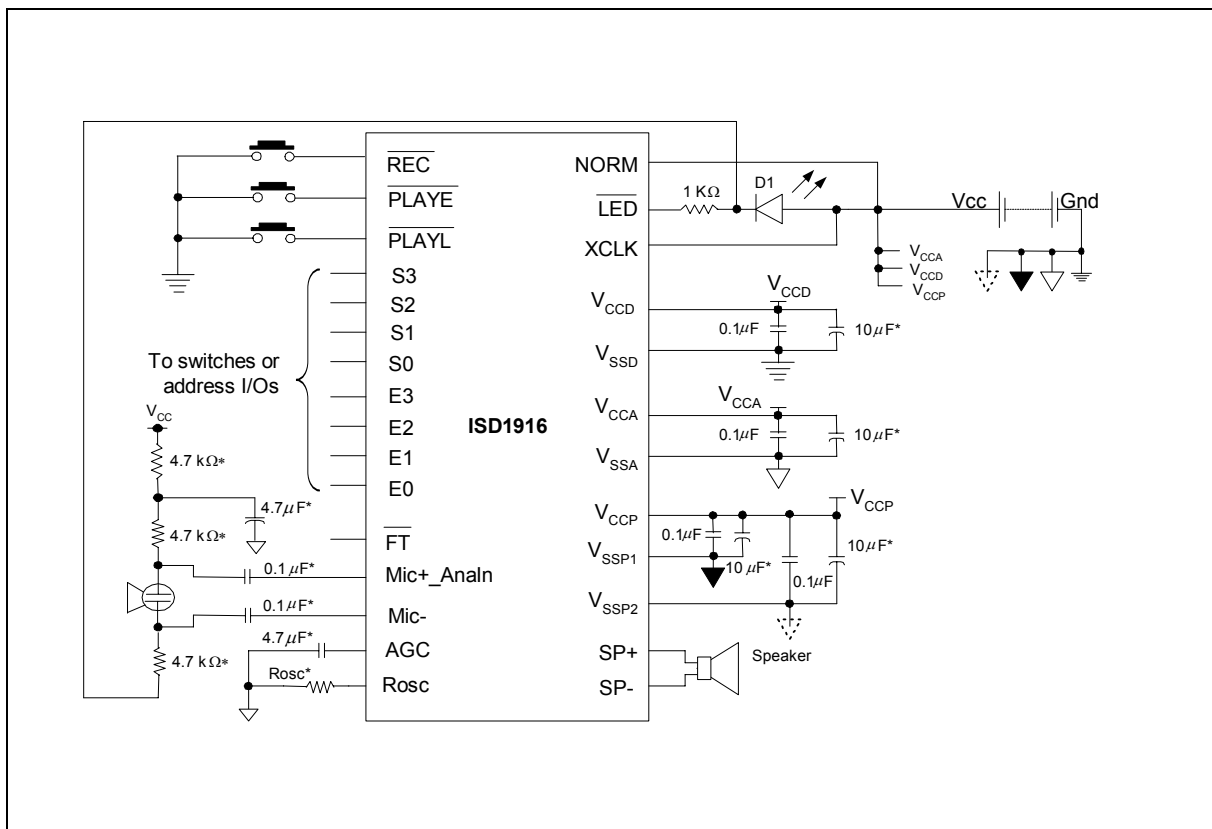 REC
PLAYE
PLAYL
S3
S2
S1
S0
E3
E2
E1
E0
FT
Mic+_AnaIn
Mic-
AGC
Rosc
To switches or
address I/Os
VCC
4.7 kΩ*
4.7μF*
4.7 kΩ*
0.1μF*
0.1μF*
4.7 kΩ*
4.7μF*
Rosc*
ISD1916
NORM
LED
XCLK
VCCD
VSSD
VCCA
VSSA
VCCP
VSSP1
VSSP2
SP+
SP-
1 KΩ
D1
Vcc
Gnd
VCCA
VCCD
VCCP
VCCD
0.1μF
10μF*
VCCA
0.1μF
10μF*
VCCP
0.1μF
10μF*
0.1μF
10μF*
Speaker